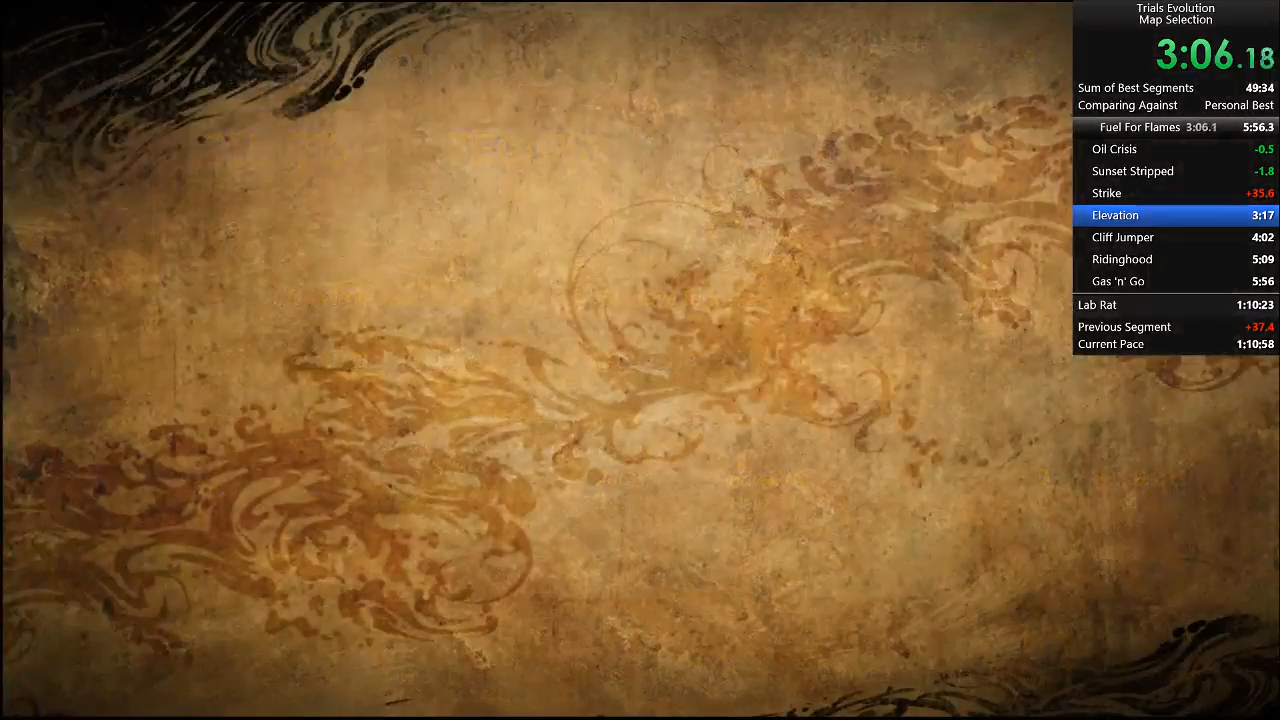 Trials Evolution
Map Selection
3:06.18
Sum of Best Segments 49:34
Comparing Against Personal Best
Fuel For Flames 3:06.1 5:56.3
Oil Crisis -0.5
Sunset Stripped -1.8
Strike +35.6
Elevation 3:17
Cliff Jumper 4:02
Ridinghood 5:09
Gas 'n' Go 5:56
Lab Rat 1:10:23
Previous Segment +37.4
Current Pace 1:10:58